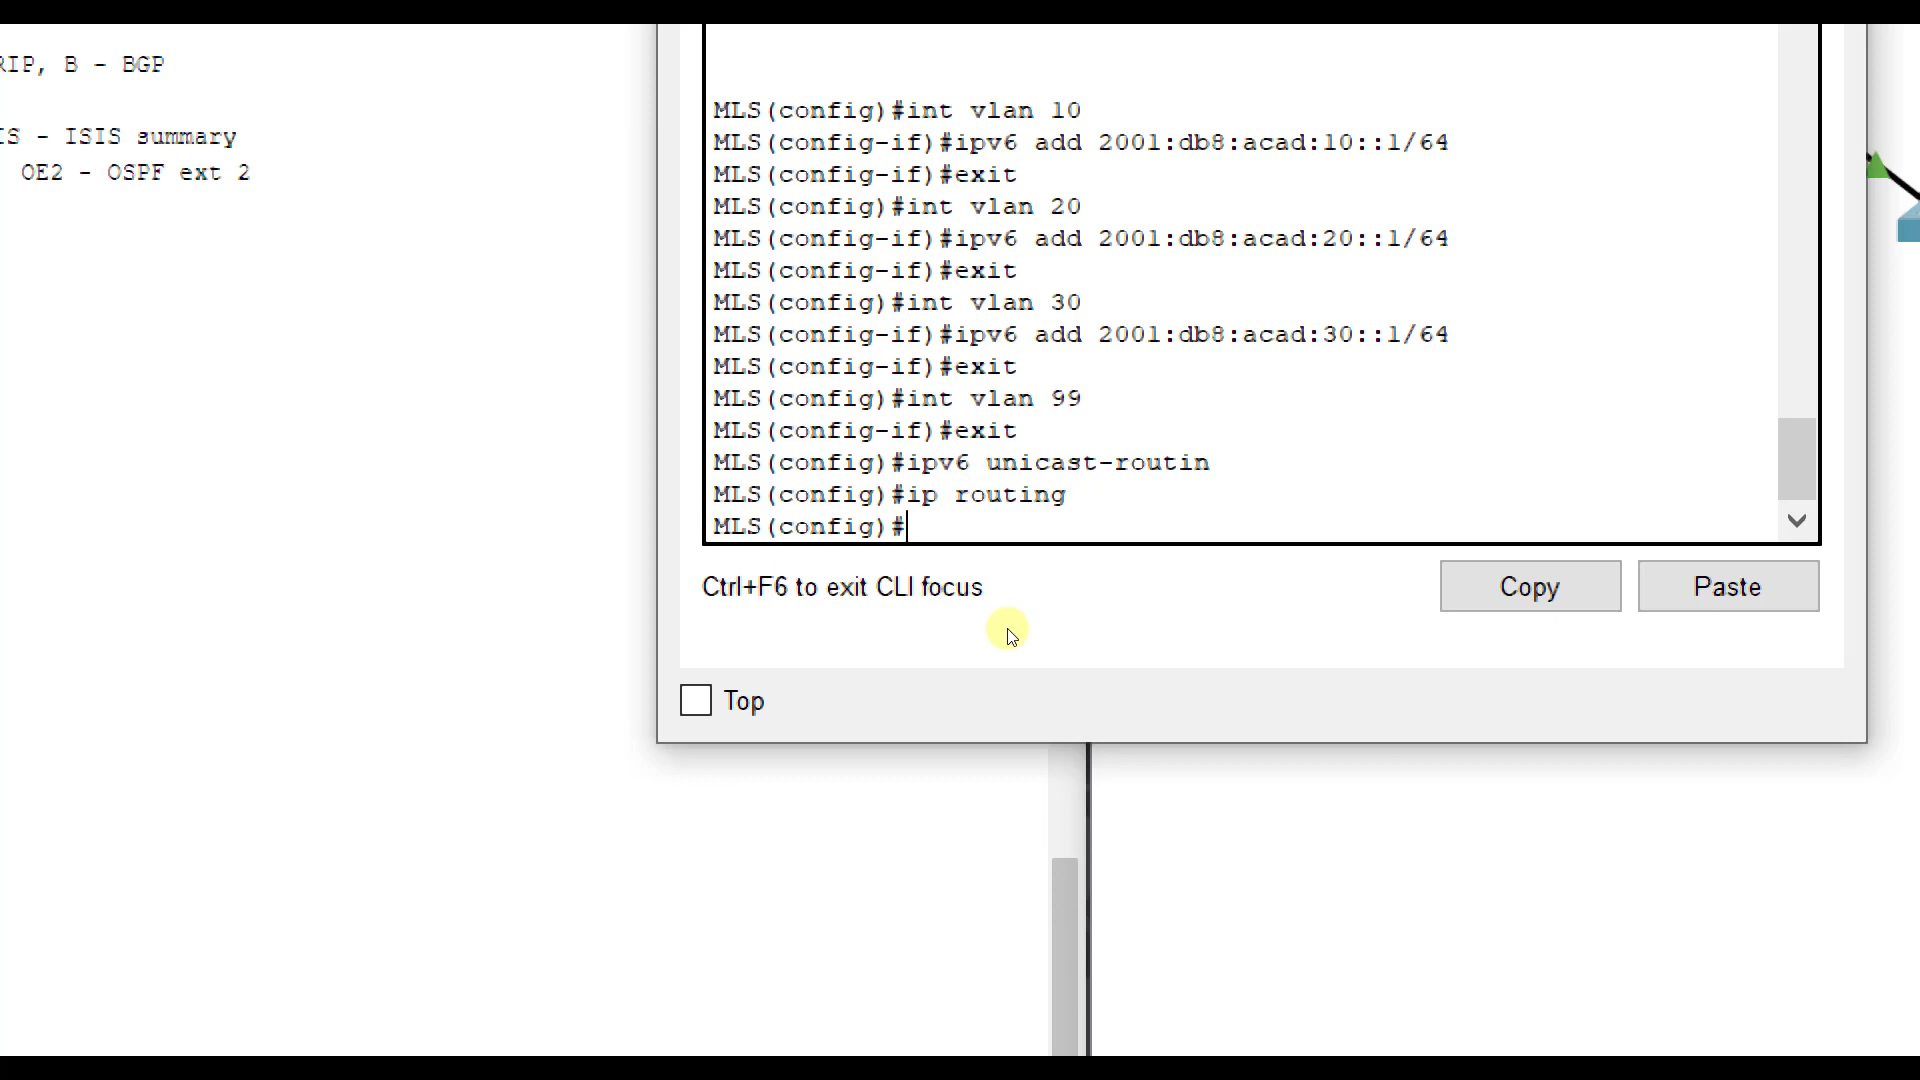 RIP, B - BGP
IS - ISIS summary
OE2 - OSPF ext 2
MLS(config)#int vlan 10
MLS(config-if)#ipv6 add 2001:db8:acad:10::1/64
MLS(config-if)#exit
MLS(config)#int vlan 20
MLS(config-if)#ipv6 add 2001:db8:acad:20::1/64
MLS(config-if)#exit
MLS(config)#int vlan 30
MLS(config-if)#ipv6 add 2001:db8:acad:30::1/64
MLS(config-if)#exit
MLS(config)#int vlan 99
MLS(config-if)#exit
MLS(config)#ipv6 unicast-routin
MLS(config)#ip routing
MLS(config)#
Ctrl+F6 to exit CLI focus
Copy
Paste
Top